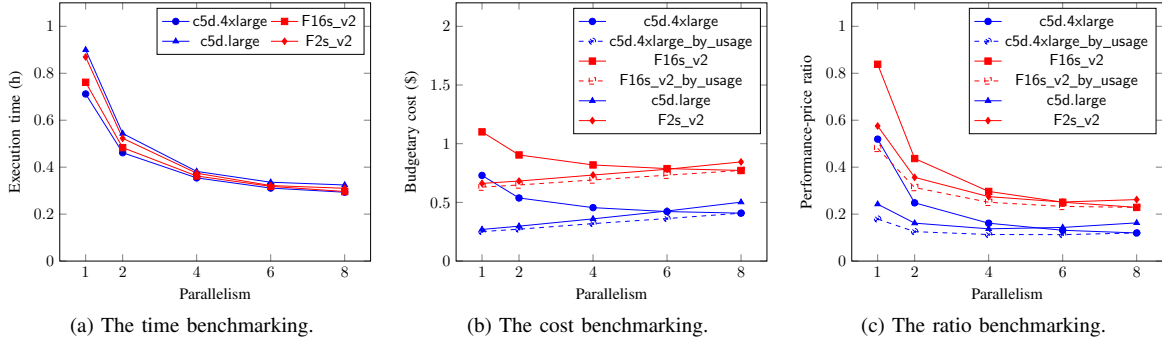 1
0.8
0.6
0.4
0.2
0
1 2 4 6 8
Execution time (h)
Parallelism
c5d.4xlarge F16s_v2
c5d.large F2s_v2
(a) The time benchmarking.
2
1.5
1
0.5
0
1 2 4 6 8
Budgetary cost ($)
Parallelism
c5d.4xlarge
c5d.4xlarge_by_usage
F16s_v2
F16s_v2_by_usage
c5d.large
F2s_v2
(b) The cost benchmarking.
1
0.8
0.6
0.4
0.2
0
1 2 4 6 8
Performance-price ratio
Parallelism
c5d.4xlarge
c5d.4xlarge_by_usage
F16s_v2
F16s_v2_by_usage
c5d.large
F2s_v2
(c) The ratio benchmarking.